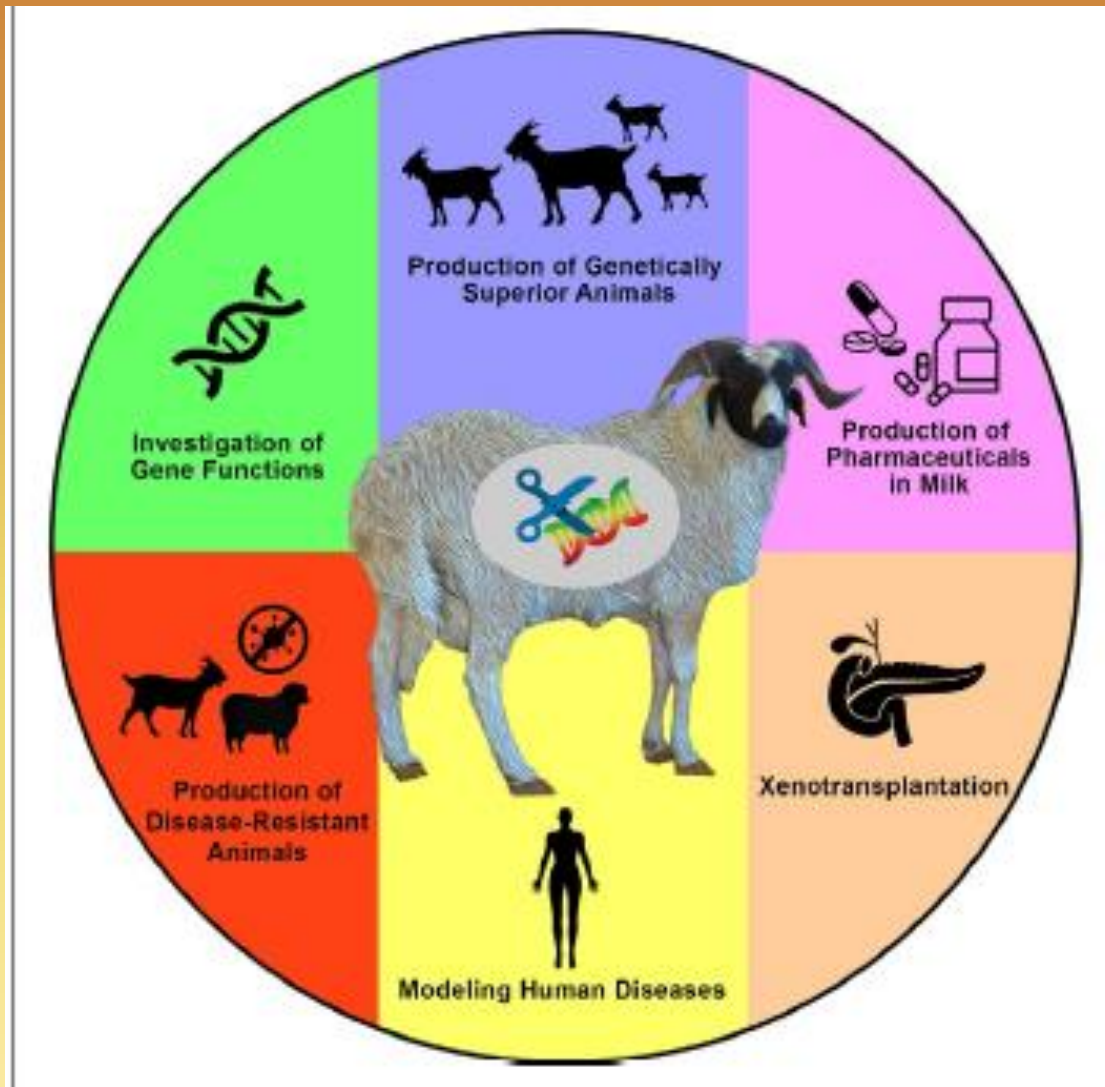 Production of Genetically
Superior Animals
Investigation of
Gene Functions
Production of
Pharmaceuticals
in Milk
Production of
Disease-Resistant
Animals
Xenotransplantation
Modeling Human Diseases